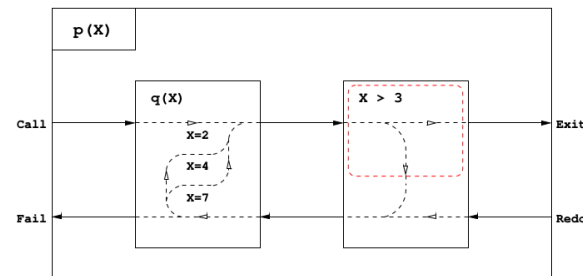 p(X)
q(X)
X > 3
Call
X=2
Exit
X=4
X=7
Fail
Redo